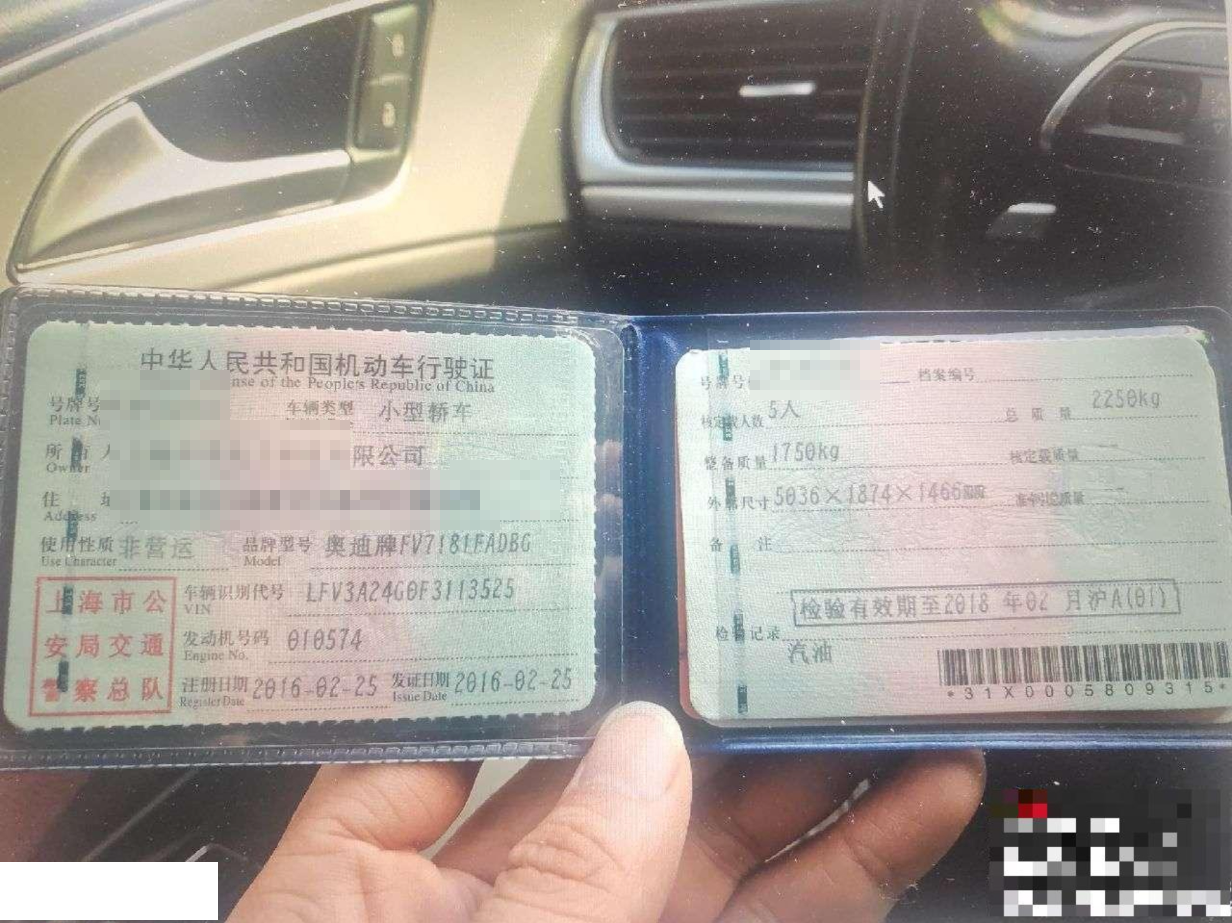 中华人民共和国机动车行驶证
nse of the People's Republic of China
号牌号
Plate N
车辆类型 小型轿车
所 有 人
Owner
限公司
住 址
Address
使用性质 非营运
Use Character
品牌型号 奥迪牌FV7181FADBG
Model
上海市公
安局交通
警察总队
车辆识别代号 LFV3A24G0F3113525
VIN
发动机号码 010574
Engine No.
注册日期 2016-02-25
Register Date
发证日期 2016-02-25
Issue Date
号牌号
档案编号
核定载人数 5人
总质量 2250kg
整备质量 1750kg
核定载质量 --
外廓尺寸 5036×1874×1466mm
准牵引总质量 --
备 注
检验有效期至2018 年02 月沪A(01)
检验记录
汽油
*31X0005809315*